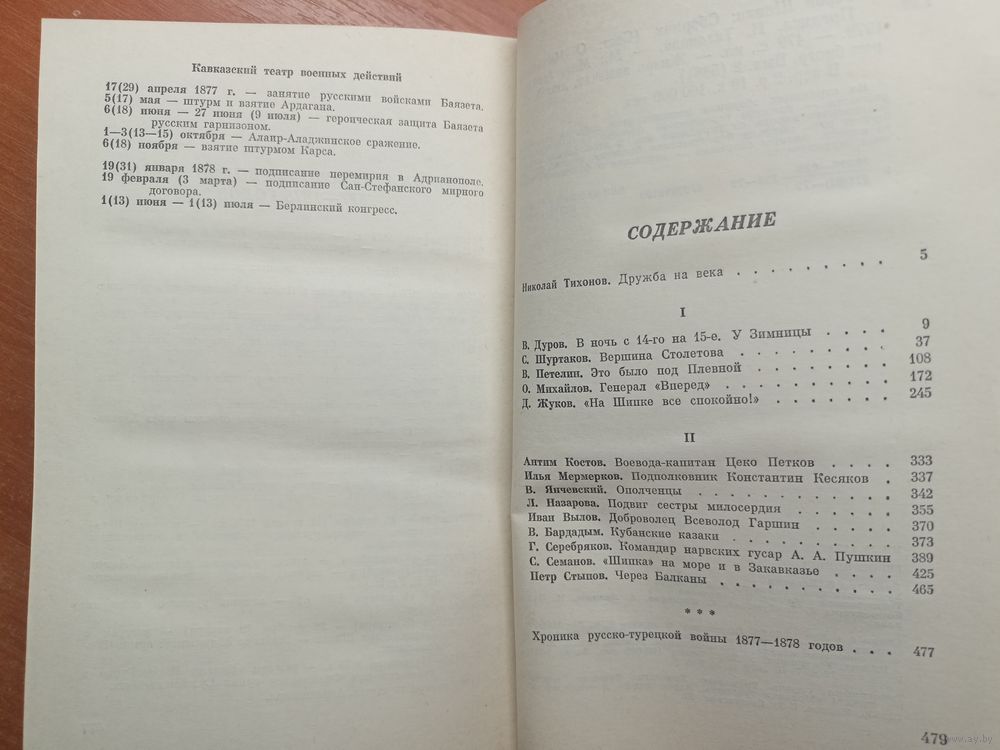 Кавказский театр военных действий
17(29) апреля 1877 г. — занятие русскими войсками Баязета.
5(17) мая — штурм и взятие Ардагана.
6(18) июня — 27 июня (9 июля) — героическая защита Баязета
русским гарнизоном.
1—3(13—15) октября — Алаир-Аладжинское сражение.
6(18) ноября — взятие штурмом Карса.
19(31) января 1878 г. — подписание перемирия в Адрианополе.
19 февраля (3 марта) — подписание Сан-Стефанского мирного
договора.
1(13) июня — 1(13) июля — Берлинский конгресс.
СОДЕРЖАНИЕ
Николай Тихонов. Дружба на века . . . . . . . . 5
I
В. Дуров. В ночь с 14-го на 15-е. У Зимницы . . . . 9
С. Шуртаков. Вершина Столетова . . . . . . . . 37
В. Петелин. Это было под Плевной . . . . . . . 108
О. Михайлов. Генерал «Вперед» . . . . . . . . 172
Д. Жуков. «На Шипке все спокойно!» . . . . . . . 245
II
Антим Костов. Воевода-капитан Цеко Петков . . . . 333
Илья Мермерков. Подполковник Константин Кесяков . 337
В. Янчевский. Ополченцы . . . . . . . . . . 342
Л. Назарова. Подвиг сестры милосердия . . . . . . 355
Иван Вылов. Доброволец Всеволод Гаршин . . . . . 370
В. Бардадым. Кубанские казаки . . . . . . . . 373
Г. Серебряков. Командир нарвских гусар А. А. Пушкин 389
С. Семанов. «Шипка» на море и в Закавказье . . . . 425
Петр Стыпов. Через Балканы . . . . . . . . . 465
* * *
Хроника русско-турецкой войны 1877—1878 годов . . . 477
479
www.ay.by